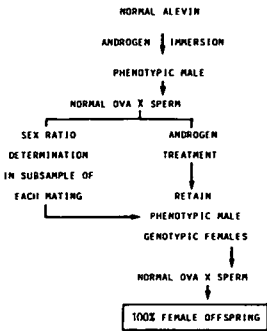 NORMAL ALEVIN
ANDROGEN IMMERSION
PHENOTYPIC MALE
NORMAL OVA X SPERM
SEX RATIO
DETERMINATION
IN SUBSAMPLE OF
EACH MATING
ANDROGEN
TREATMENT
RETAIN
PHENOTYPIC MALE
GENOTYPIC FEMALES
NORMAL OVA X SPERM
100% FEMALE OFFSPRING